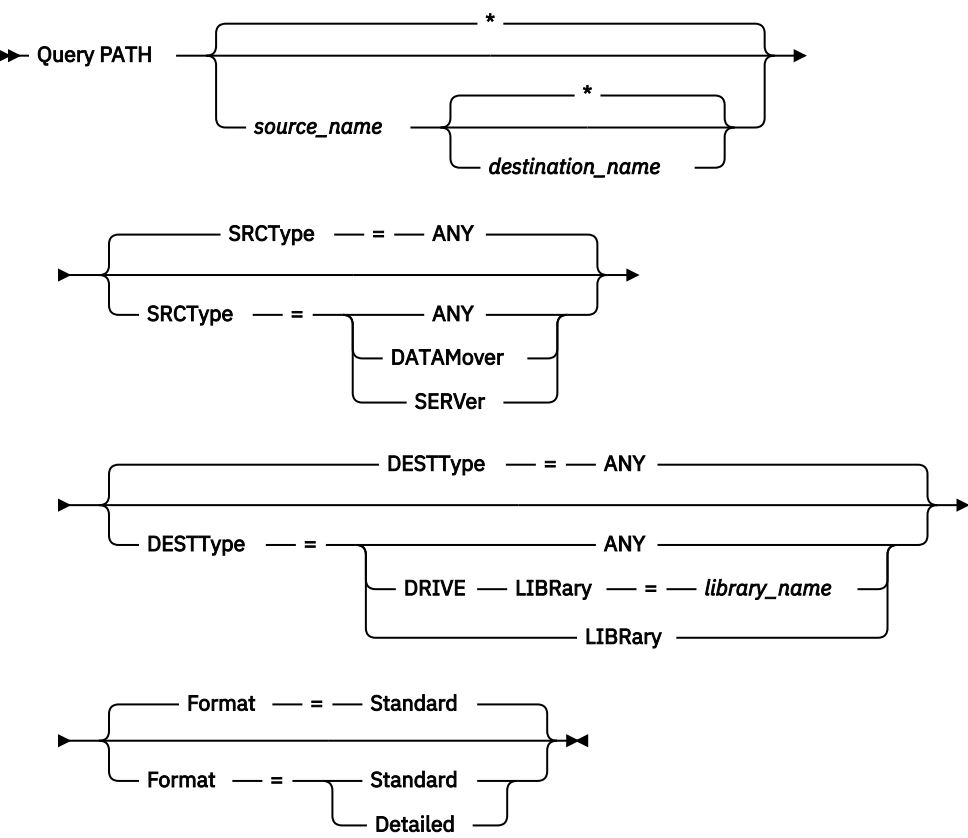 *
Query PATH
*
source_name
destination_name
SRCType = ANY
SRCType = ANY
DATAMover
SERVer
DESTType = ANY
DESTType = ANY
DRIVE LIBRary = library_name
LIBRary
Format = Standard
Format = Standard
Detailed